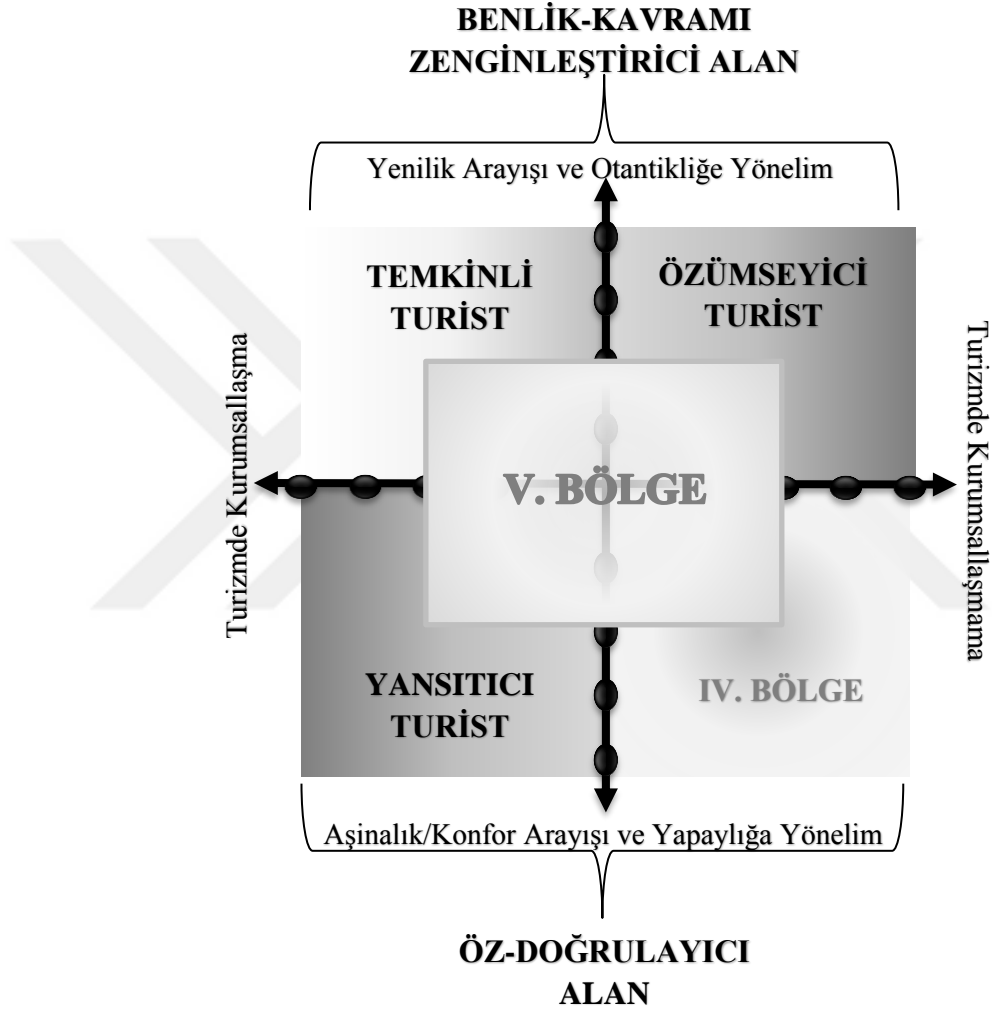 BENLİK-KAVRAMI
ZENGİNLEŞTİRİCİ ALAN
Yenilik Arayışı ve Otantikliğe Yönelim
TEMKİNLİ
TURİST
ÖZÜMSEYİCİ
TURİST
Turizmde Kurumsallaşma
Turizmde Kurumsallaşmama
V. BÖLGE
YANSITICI
TURİST
IV. BÖLGE
Aşinalık/Konfor Arayışı ve Yapaylığa Yönelim
ÖZ-DOĞRULAYICI
ALAN